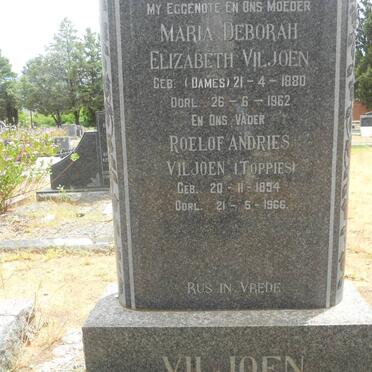 MY EGGENOTE EN ONS MOEDER
MARIA DEBORAH
ELIZABETH VILJOEN
GEB. (DAMES) 21-4-1880
OORL. 26-6-1962
EN ONS VADER
ROELOF ANDRIES
VILJOEN (TOPPIES)
GEB. 20-11-1894
OORL. 21-5-1966.
RUS IN VREDE
VILJOEN